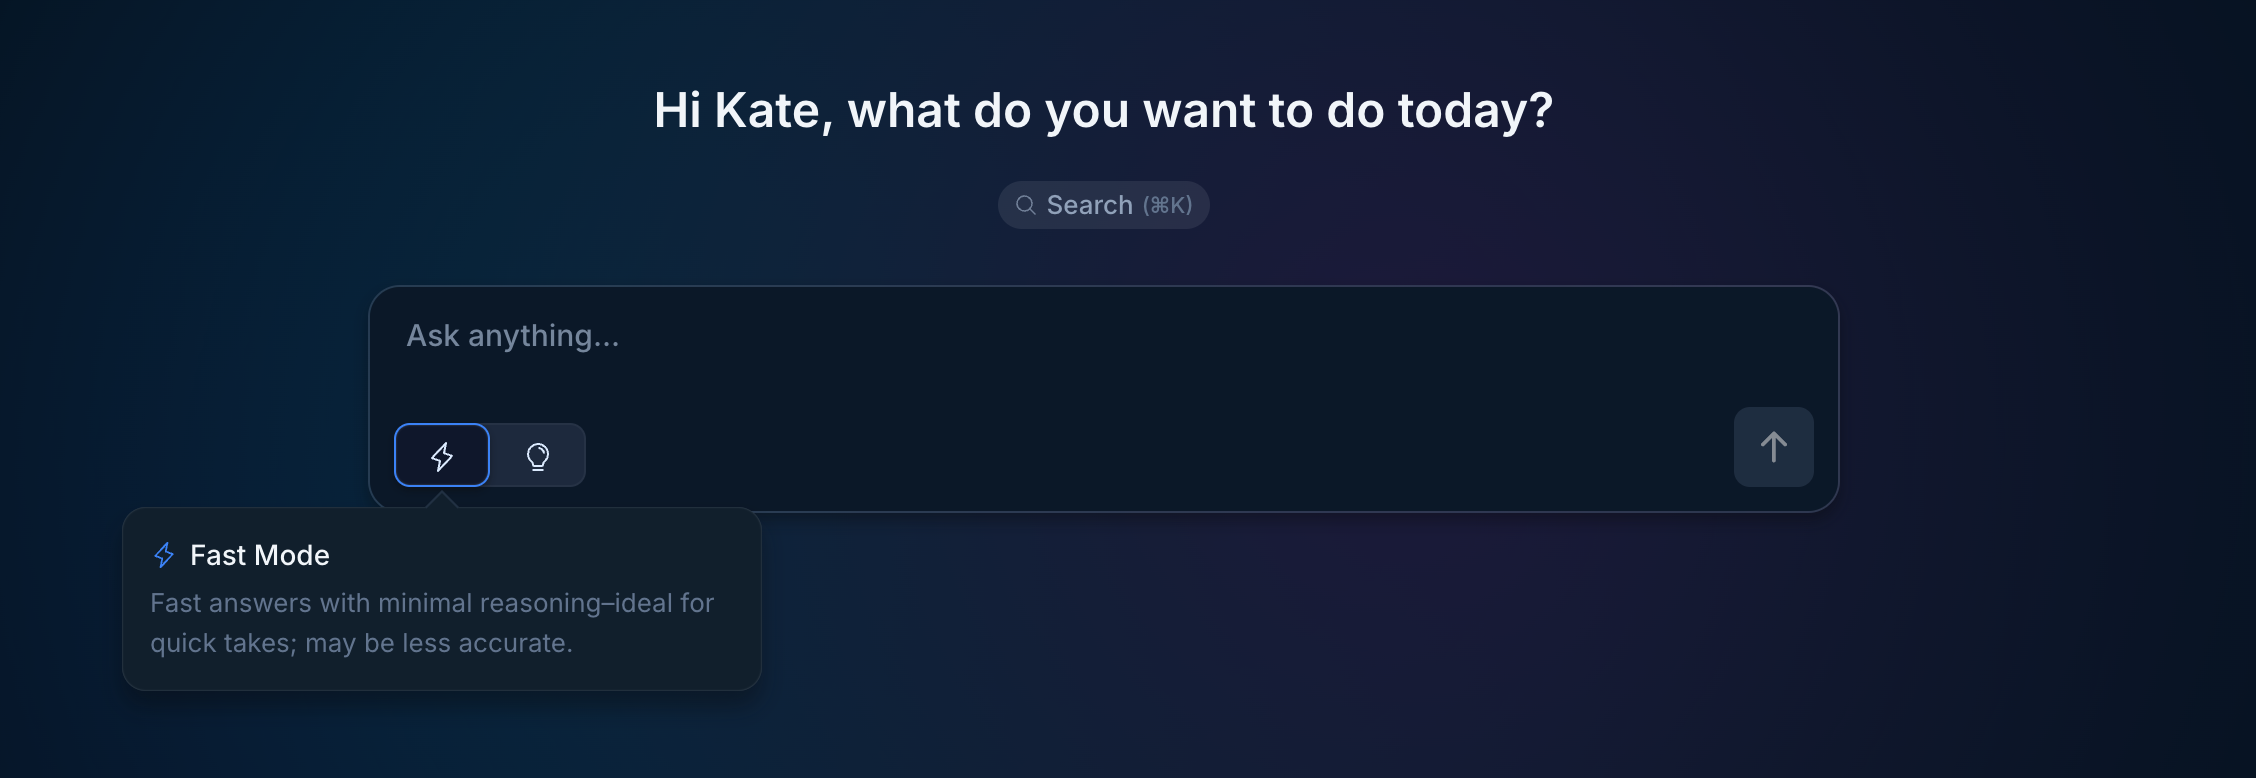 Hi Kate, what do you want to do today?
Search (⌘K)
Ask anything...
Fast Mode
Fast answers with minimal reasoning–ideal for
quick takes; may be less accurate.